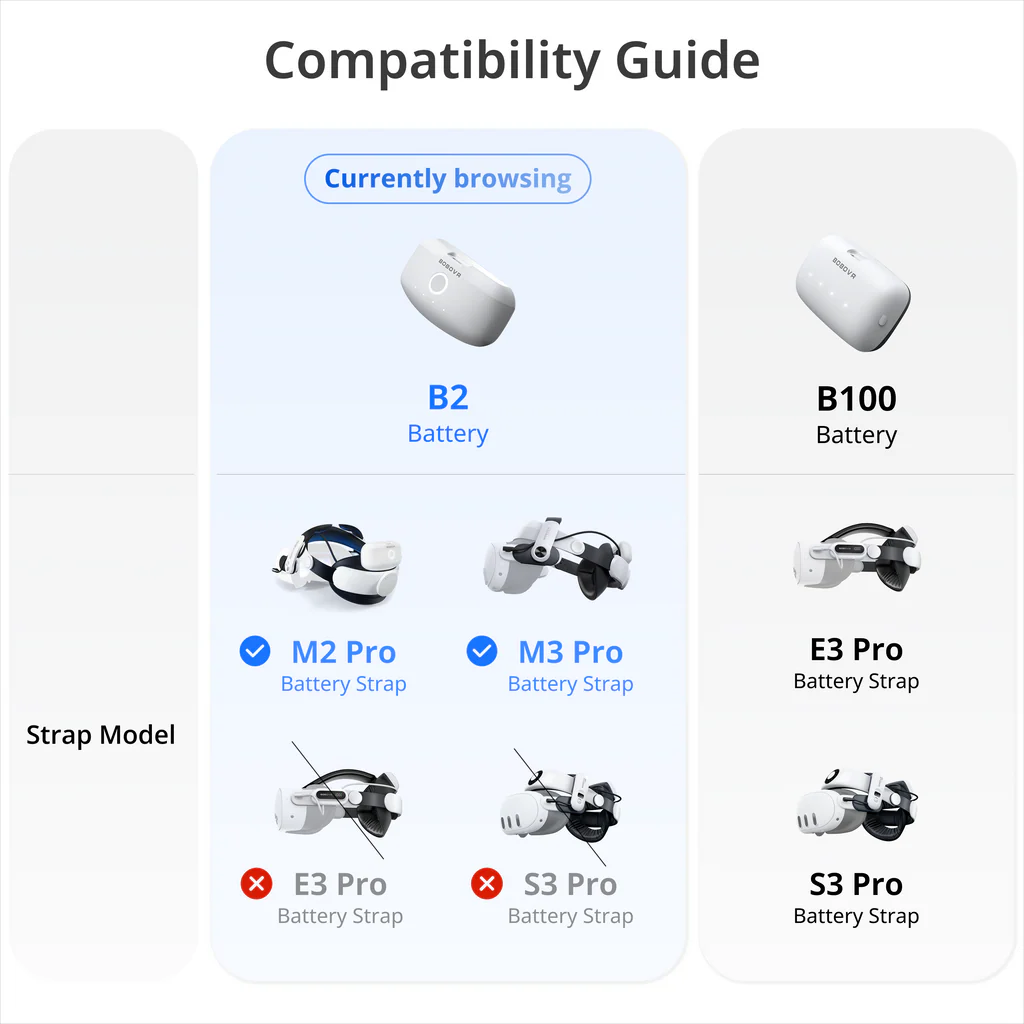 Compatibility Guide
Currently browsing
BOBOVR
B2
Battery
BOBOVR
B100
Battery
Strap Model
M2 Pro
Battery Strap
M3 Pro
Battery Strap
E3 Pro
Battery Strap
S3 Pro
Battery Strap
E3 Pro
Battery Strap
S3 Pro
Battery Strap